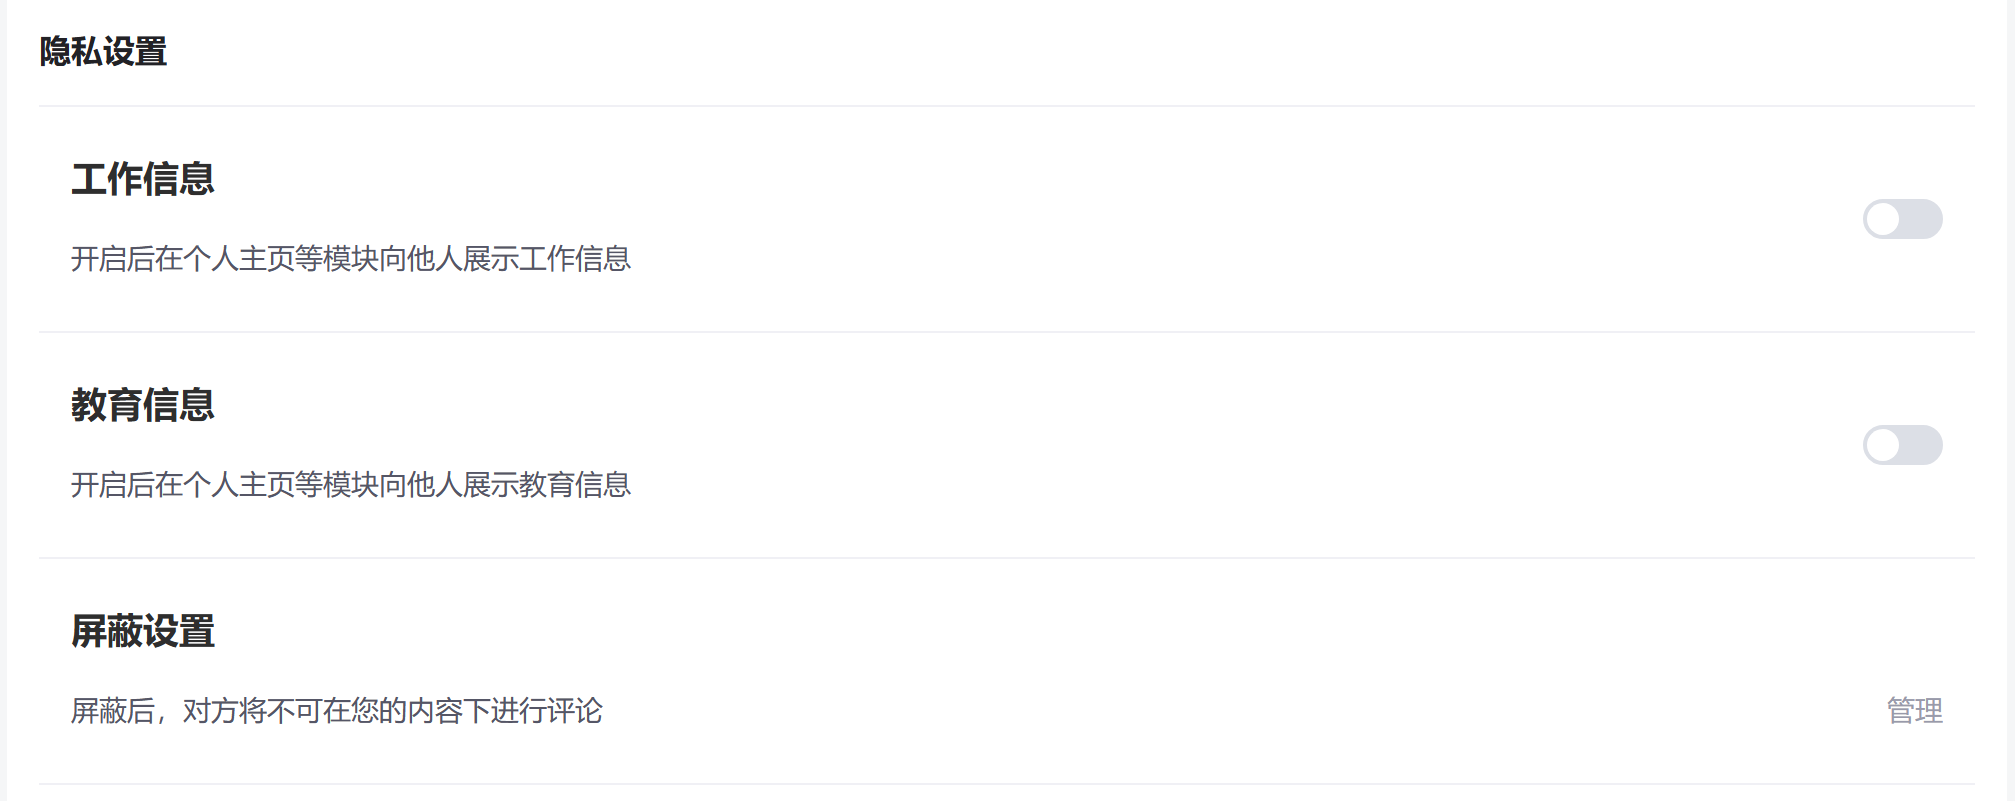 隐私设置
工作信息
开启后在个人主页等模块向他人展示工作信息
教育信息
开启后在个人主页等模块向他人展示教育信息
屏蔽设置
屏蔽后，对方将不可在您的内容下进行评论
管理